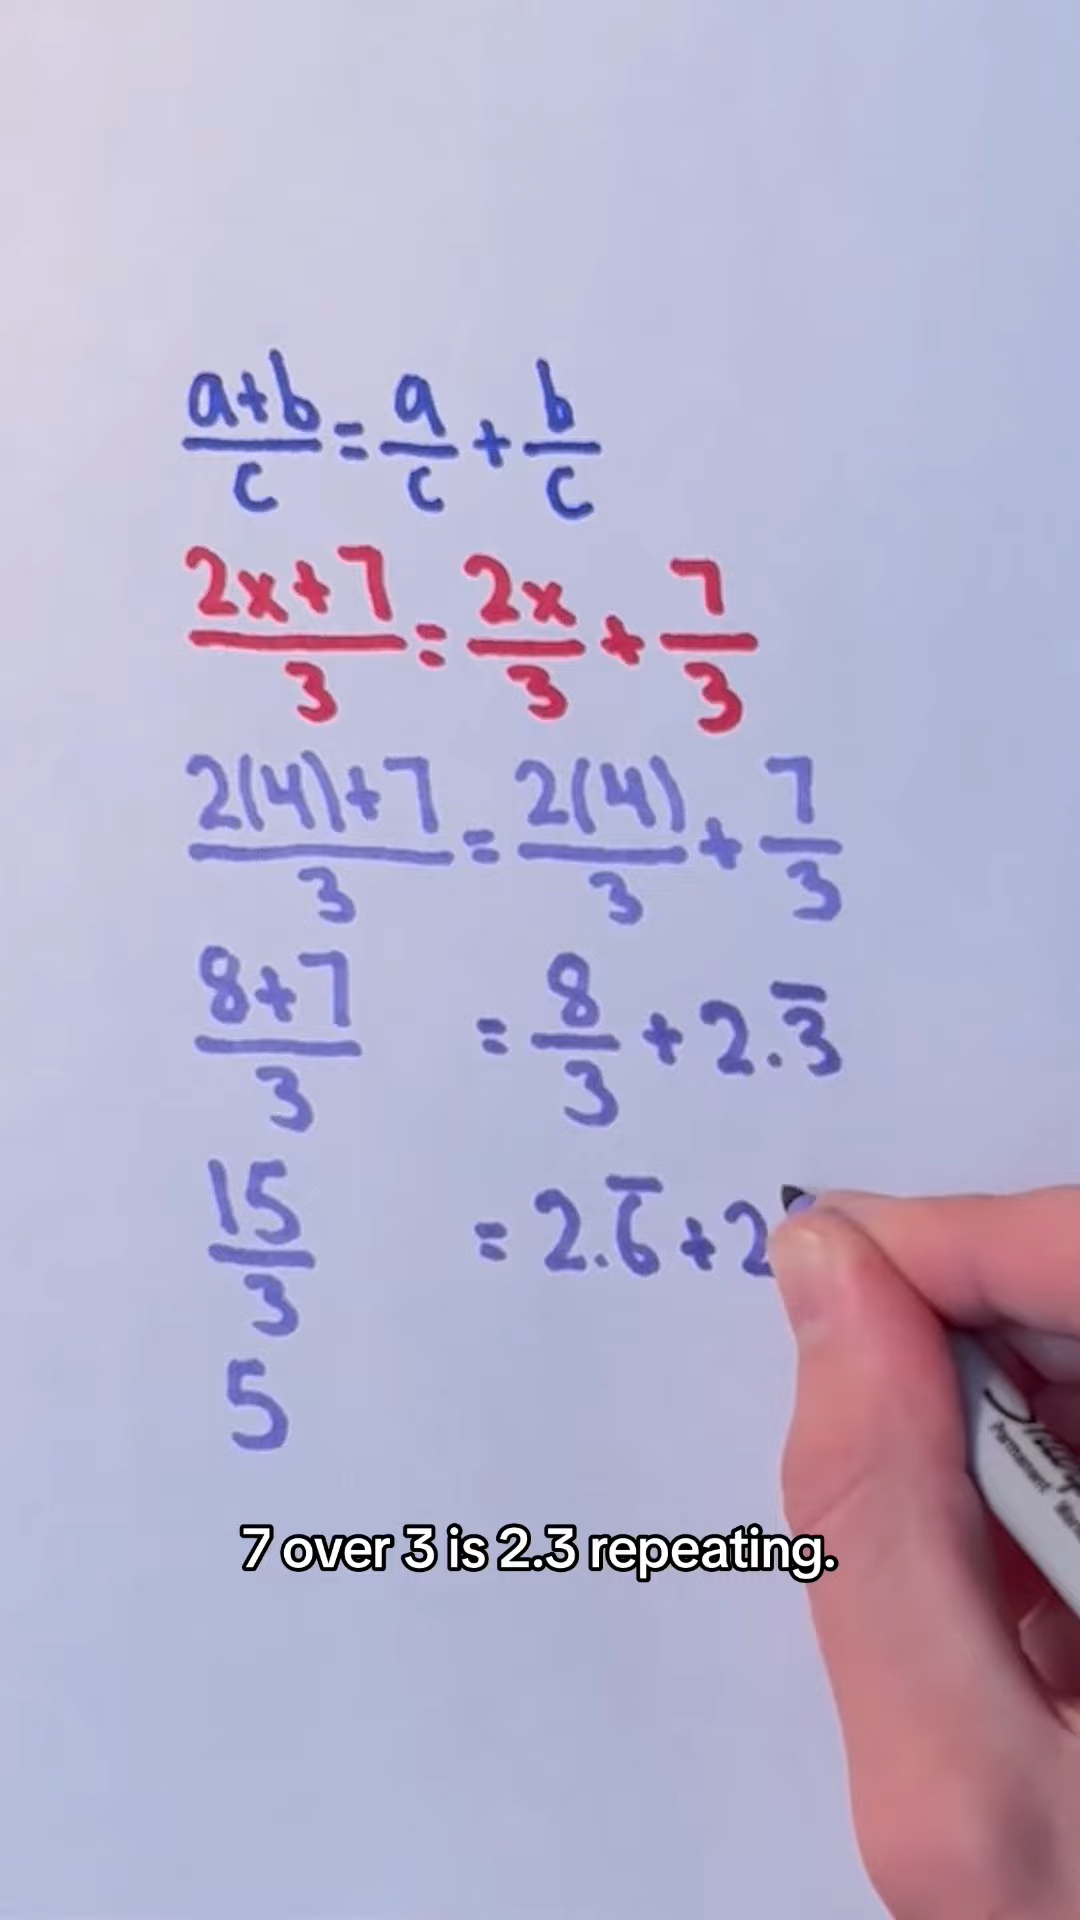 (a+b)/c = a/c + b/c
(2x+7)/3 = 2x/3 + 7/3
(2(4)+7)/3 = 2(4)/3 + 7/3
(8+7)/3 = 8/3 + 2.3̅
15/3 = 2.6̅ + 2
5
7 over 3 is 2.3 repeating.
Permanent